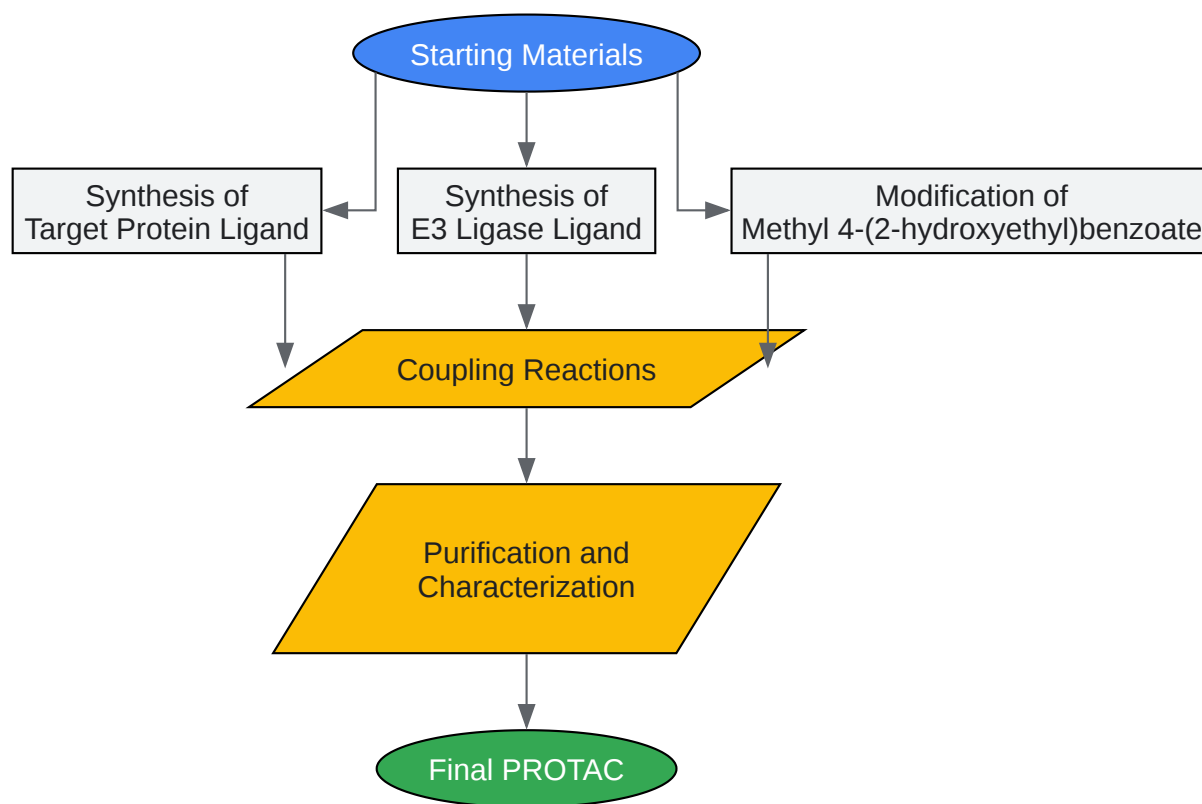 Starting Materials
Synthesis of
Target Protein Ligand
Synthesis of
E3 Ligase Ligand
Modification of
Methyl 4-(2-hydroxyethyl)benzoate
Coupling Reactions
Purification and
Characterization
Final PROTAC